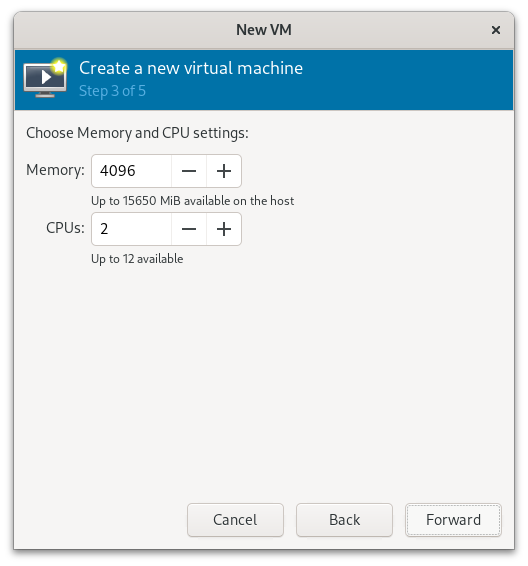 New VM
Create a new virtual machine
Step 3 of 5
Choose Memory and CPU settings:
Memory: 4096
Up to 15650 MiB available on the host
CPUs: 2
Up to 12 available
Cancel Back Forward